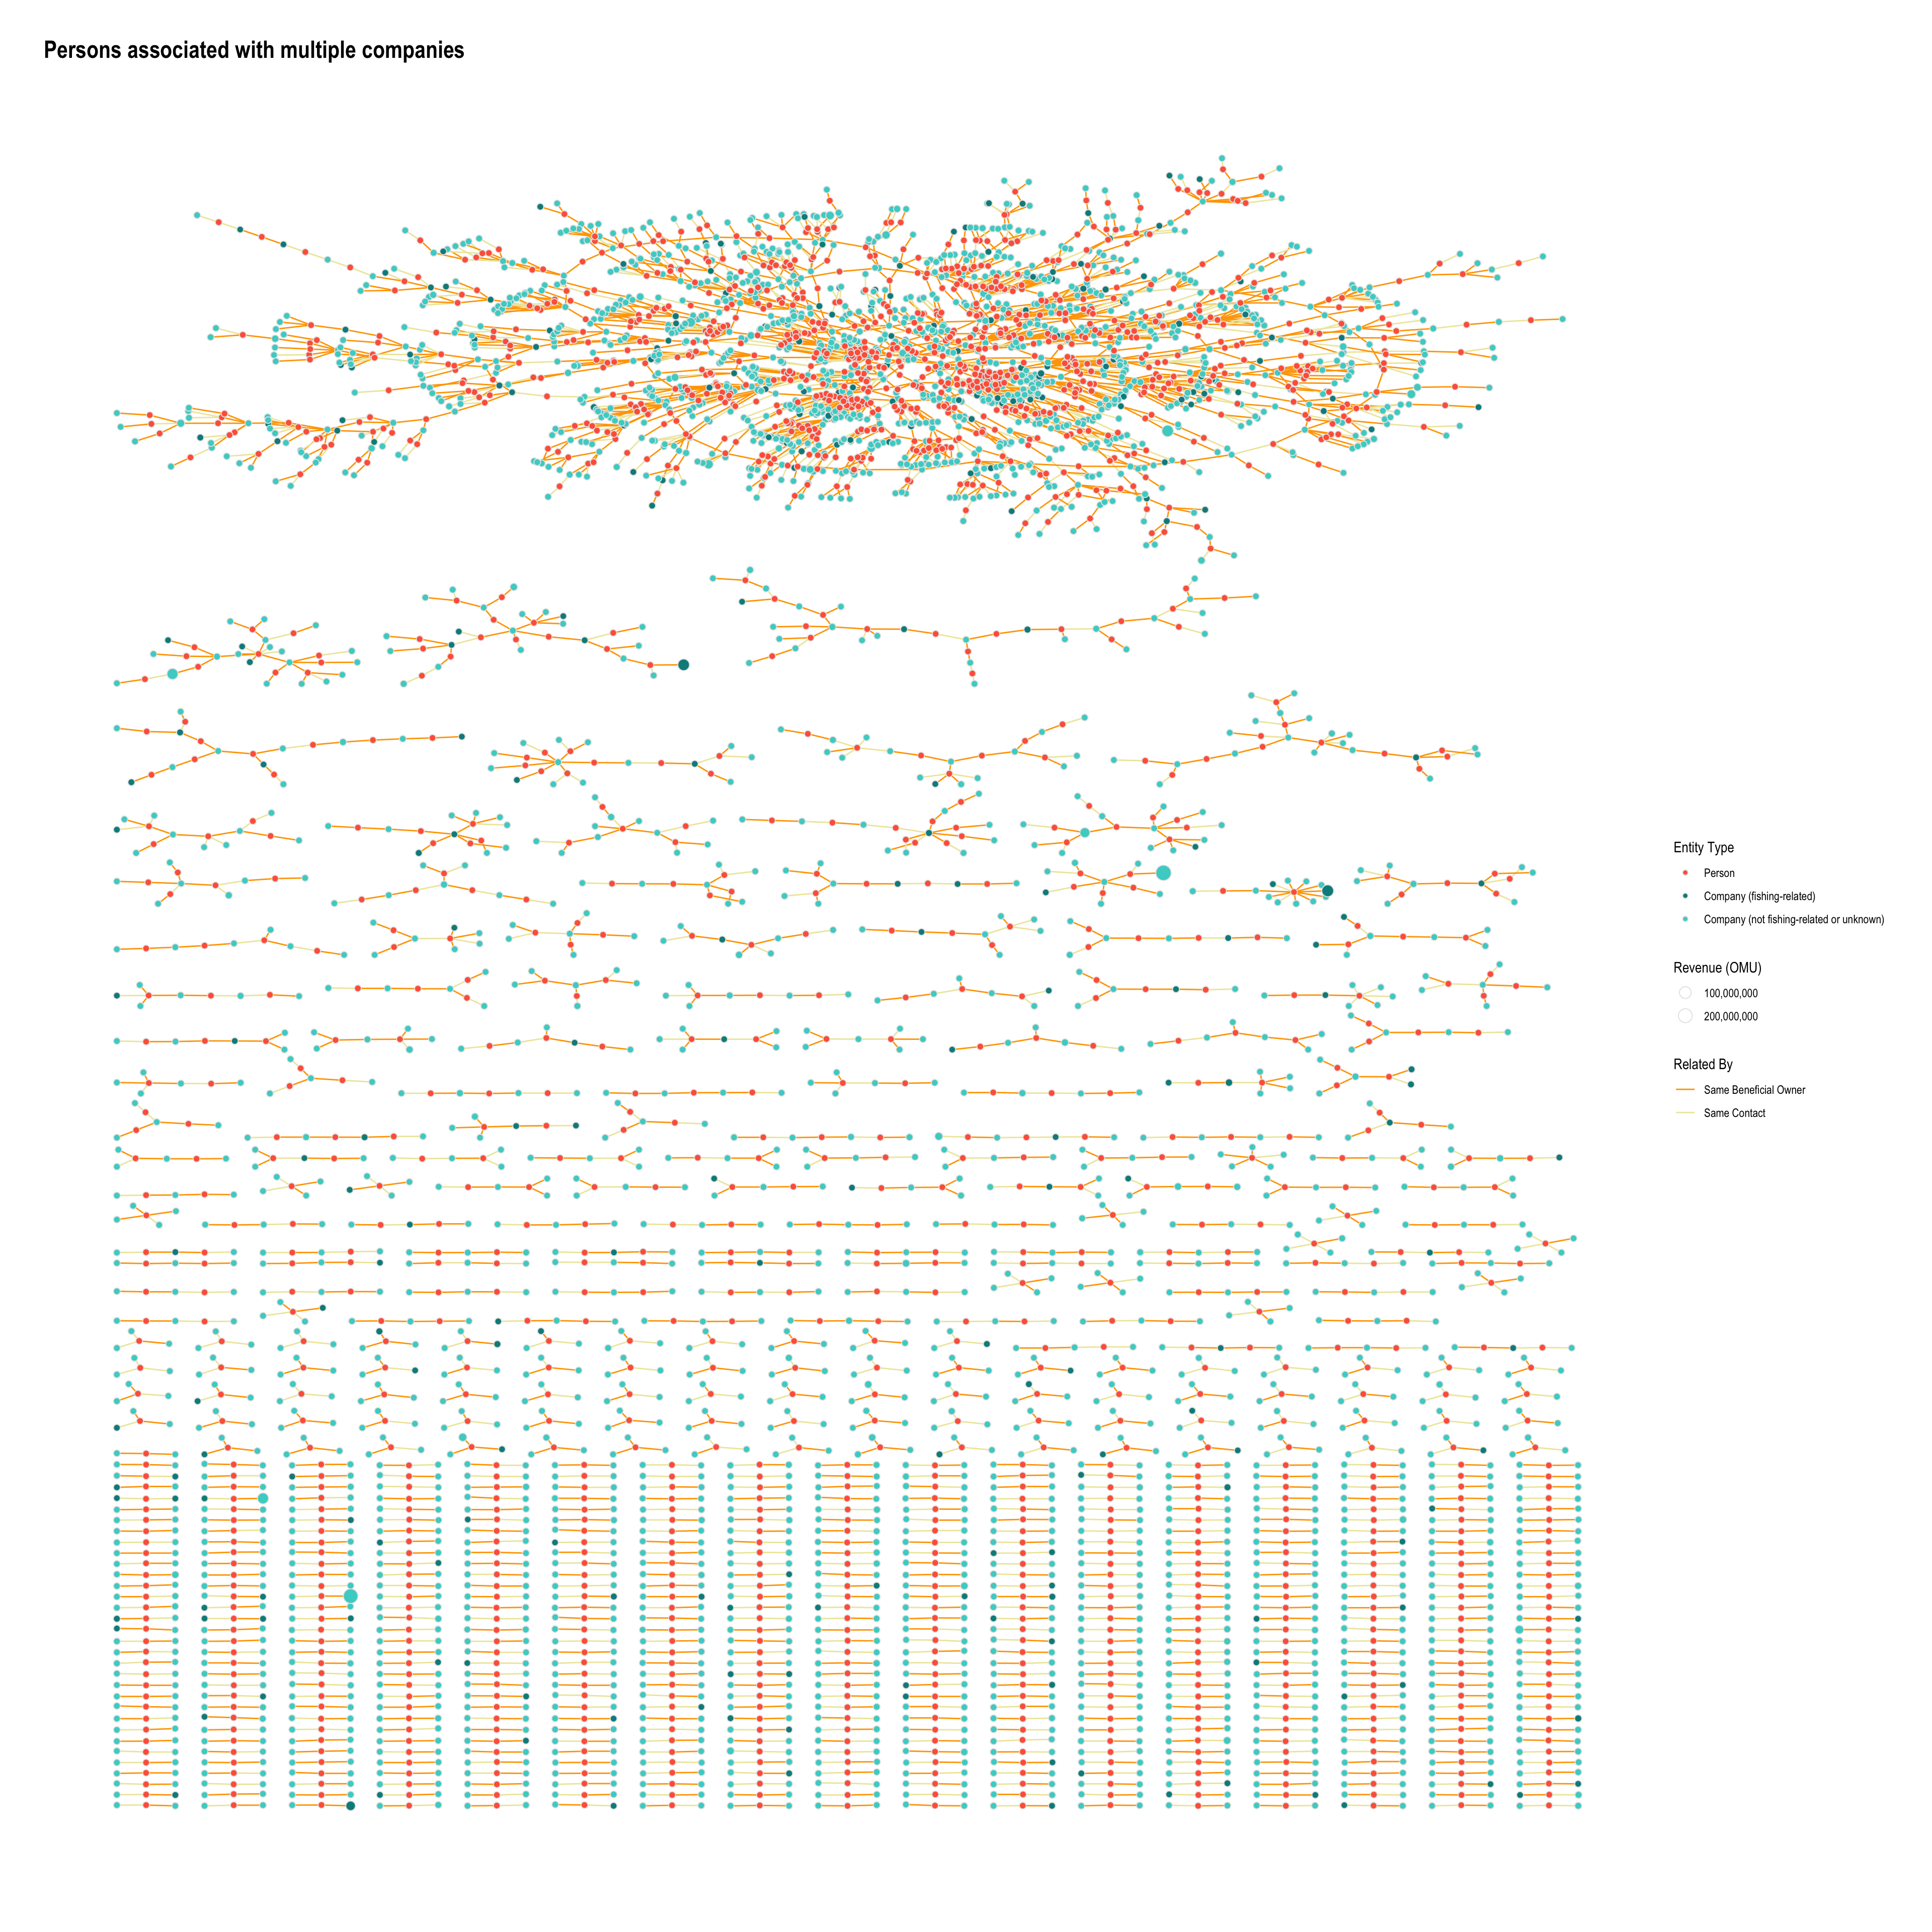 Persons associated with multiple companies
Entity Type
Person
Company (fishing-related)
Company (not fishing-related or unknown)
Revenue (OMU)
100,000,000
200,000,000
Related By
Same Beneficial Owner
Same Contact